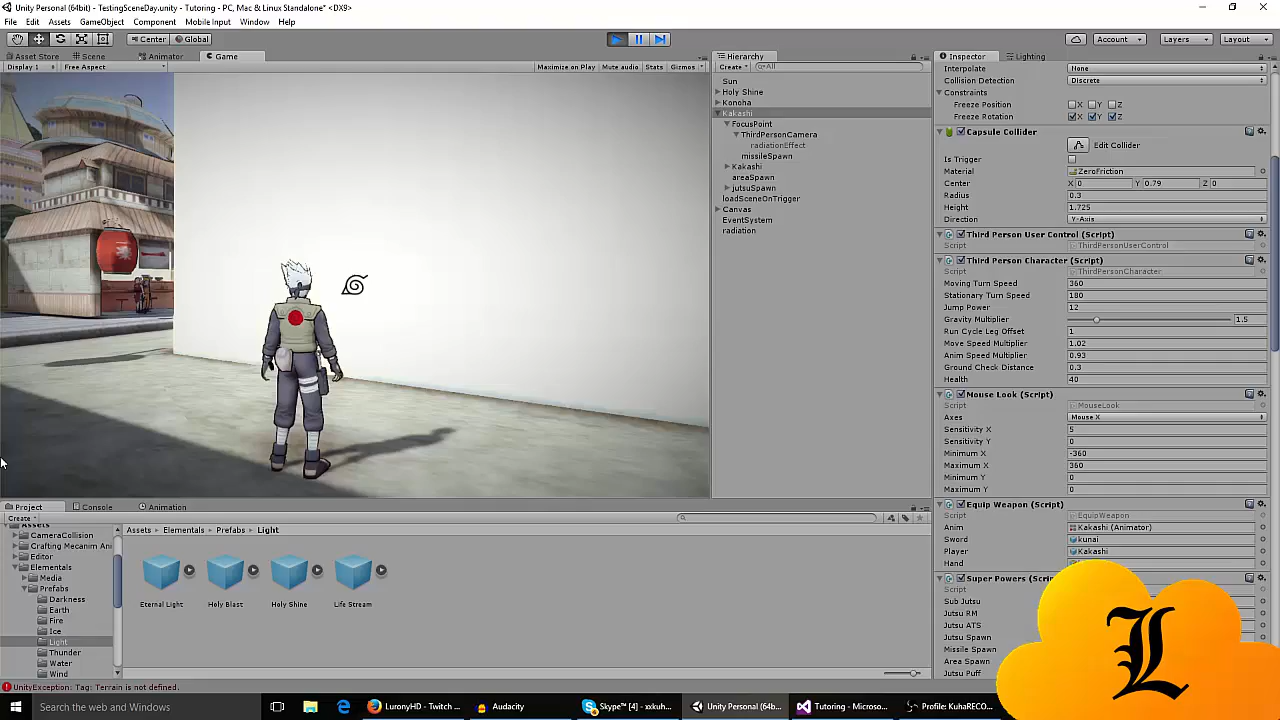 Unity Personal (64bit) - TestingSceneDay.unity - Tutoring - PC, Mac & Linux Standalone* <DX9>
File Edit Assets GameObject Component Mobile Input Window Help
Center Global Account Layers Layout
Asset Store Scene Animator Game
Display 1 Free Aspect Maximize on Play Mute audio Stats Gizmos
Hierarchy
Create All
Sun
Holy Shine
Konoha
Kakashi
FocusPoint
ThirdPersonCamera
radiationEffect
missileSpawn
Kakashi
areaSpawn
jutsuSpawn
loadSceneOnTrigger
Canvas
EventSystem
radiation
Inspector Lighting
Interpolate None
Collision Detection Discrete
Constraints
Freeze Position X Y Z
Freeze Rotation X Y Z
Capsule Collider
Edit Collider
Is Trigger
Material ZeroFriction
Center X 0 Y 0.79 Z 0
Radius 0.3
Height 1.725
Direction Y-Axis
Third Person User Control (Script)
Script ThirdPersonUserControl
Third Person Character (Script)
Script ThirdPersonCharacter
Moving Turn Speed 360
Stationary Turn Speed 180
Jump Power 12
Gravity Multiplier 1.5
Run Cycle Leg Offset 1
Move Speed Multiplier 1.02
Anim Speed Multiplier 0.93
Ground Check Distance 0.3
Health 40
Mouse Look (Script)
Script MouseLook
Axes Mouse X
Sensitivity X 5
Sensitivity Y 0
Minimum X -360
Maximum X 360
Minimum Y 0
Maximum Y 0
Equip Weapon (Script)
Script EquipWeapon
Anim Kakashi (Animator)
Sword kunai
Player Kakashi
Hand
Super Powers (Scrip
Script
Sub Jutsu
Jutsu RM
Jutsu ATS
Jutsu Spawn
Missile Spawn
Area Spawn
Jutsu Puff
L
Project Console Animation
Create
Assets
CameraCollision
Crafting Mecanim Ani
Editor
Elementals
Media
Prefabs
Darkness
Earth
Fire
Ice
Light
Thunder
Water
Wind
Assets Elementals Prefabs Light
Eternal Light Holy Blast Holy Shine Life Stream
UnityException: Tag: Terrain is not defined.
Search the web and Windows
LuronyHD - Twitch ...
Audacity
Skype™ [4] - xxkuh...
Unity Personal (64b...
Tutoring - Microso...
Profile: KuhaRECO...